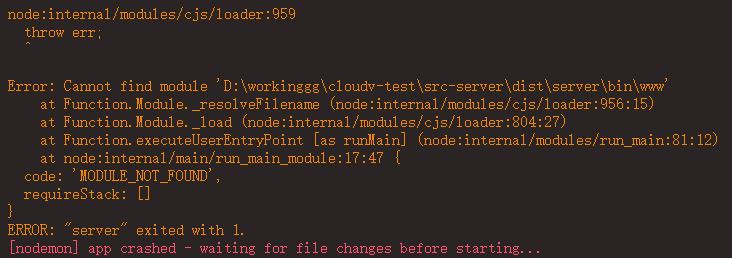 node:internal/modules/cjs/loader:959
  throw err;
  ^

Error: Cannot find module 'D:\workinggg\cloudv-test\src-server\dist\server\bin\www'
    at Function.Module._resolveFilename (node:internal/modules/cjs/loader:956:15)
    at Function.Module._load (node:internal/modules/cjs/loader:804:27)
    at Function.executeUserEntryPoint [as runMain] (node:internal/modules/run_main:81:12)
    at node:internal/main/run_main_module:17:47 {
  code: 'MODULE_NOT_FOUND',
  requireStack: []
}
ERROR: "server" exited with 1.
[nodemon] app crashed - waiting for file changes before starting...